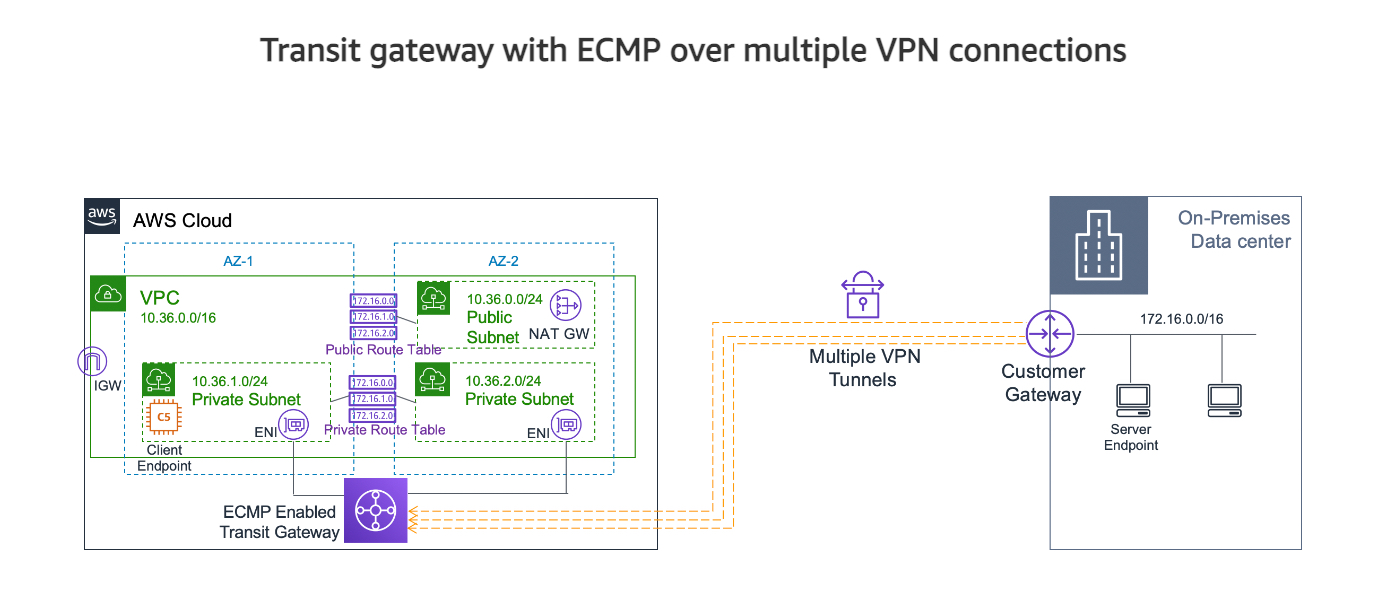 Transit gateway with ECMP over multiple VPN connections
aws
AWS Cloud
AZ-1
AZ-2
VPC
10.36.0.0/16
172.16.0.0
172.16.1.0
172.16.2.0
Public Route Table
10.36.0.0/24
Public
Subnet
NAT GW
IGW
10.36.1.0/24
Private Subnet
C5
ENI
Client
Endpoint
172.16.0.0
172.16.1.0
172.16.2.0
Private Route Table
10.36.2.0/24
Private Subnet
ENI
ECMP Enabled
Transit Gateway
Multiple VPN
Tunnels
Customer
Gateway
On-Premises
Data center
172.16.0.0/16
Server
Endpoint